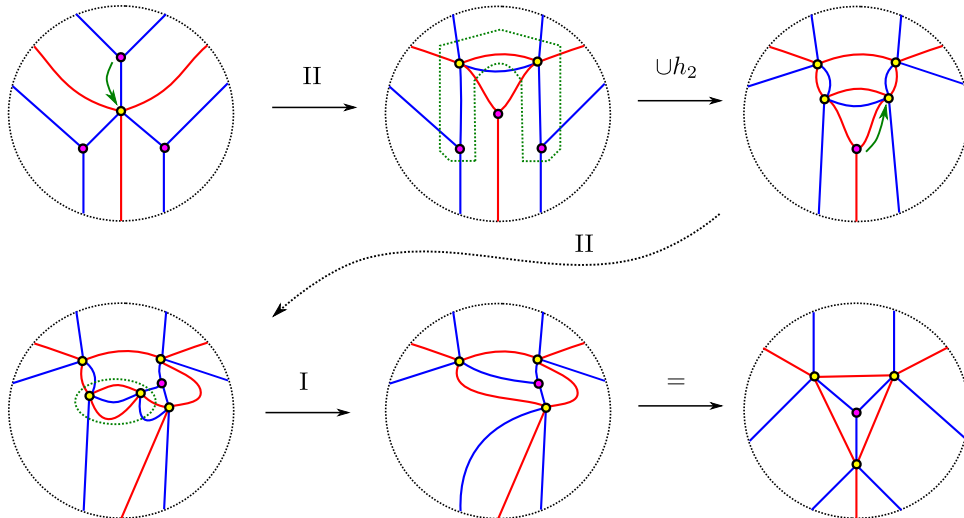 II
∪h₂
II
I
=